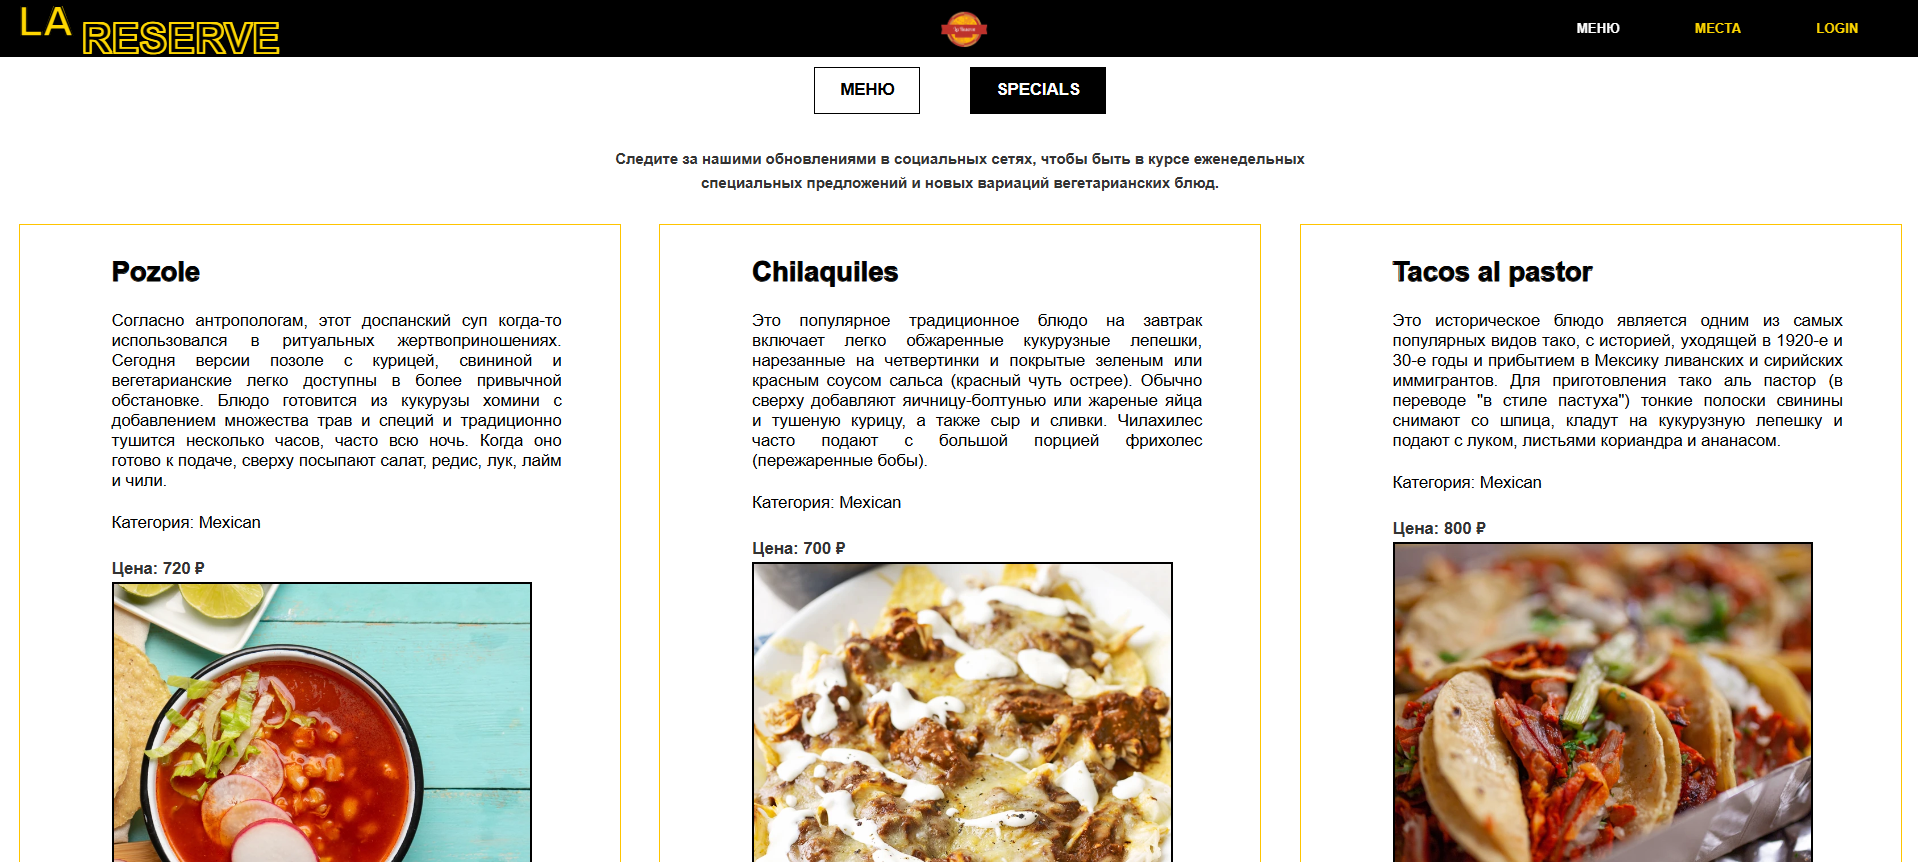 LA RESERVE
МЕНЮ МЕСТА LOGIN
МЕНЮ SPECIALS
Следите за нашими обновлениями в социальных сетях, чтобы быть в курсе еженедельных
специальных предложений и новых вариаций вегетарианских блюд.
Pozole
Согласно антропологам, этот доспанский суп когда-то
использовался в ритуальных жертвоприношениях.
Сегодня версии позоле с курицей, свининой и
вегетарианские легко доступны в более привычной
обстановке. Блюдо готовится из кукурузы хомини с
добавлением множества трав и специй и традиционно
тушится несколько часов, часто всю ночь. Когда оно
готово к подаче, сверху посыпают салат, редис, лук, лайм
и чили.
Категория: Mexican
Цена: 720 ₽
Chilaquiles
Это популярное традиционное блюдо на завтрак
включает легко обжаренные кукурузные лепешки,
нарезанные на четвертинки и покрытые зеленым или
красным соусом сальса (красный чуть острее). Обычно
сверху добавляют яичницу-болтунью или жареные яйца
и тушеную курицу, а также сыр и сливки. Чилахилес
часто подают с большой порцией фрихолес
(пережаренные бобы).
Категория: Mexican
Цена: 700 ₽
Tacos al pastor
Это историческое блюдо является одним из самых
популярных видов тако, с историей, уходящей в 1920-е и
30-е годы и прибытием в Мексику ливанских и сирийских
иммигрантов. Для приготовления тако аль пастор (в
переводе "в стиле пастуха") тонкие полоски свинины
снимают со шпица, кладут на кукурузную лепешку и
подают с луком, листьями кориандра и ананасом.
Категория: Mexican
Цена: 800 ₽